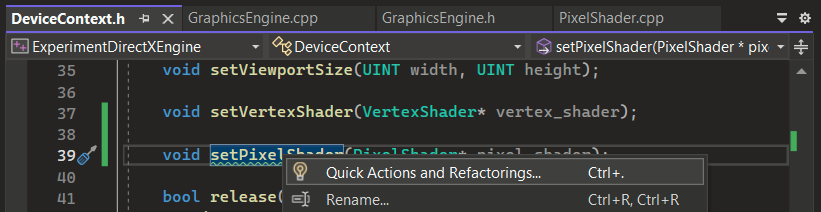 DeviceContext.h GraphicsEngine.cpp GraphicsEngine.h PixelShader.cpp
ExperimentDirectXEngine DeviceContext setPixelShader(PixelShader * pix
35 void setViewportSize(UINT width, UINT height);
36
37 void setVertexShader(VertexShader* vertex_shader);
38
39 void setPixelShader(PixelShader* pixel_shader);
40 Quick Actions and Refactorings... Ctrl+.
41 bool release( Rename... Ctrl+R, Ctrl+R